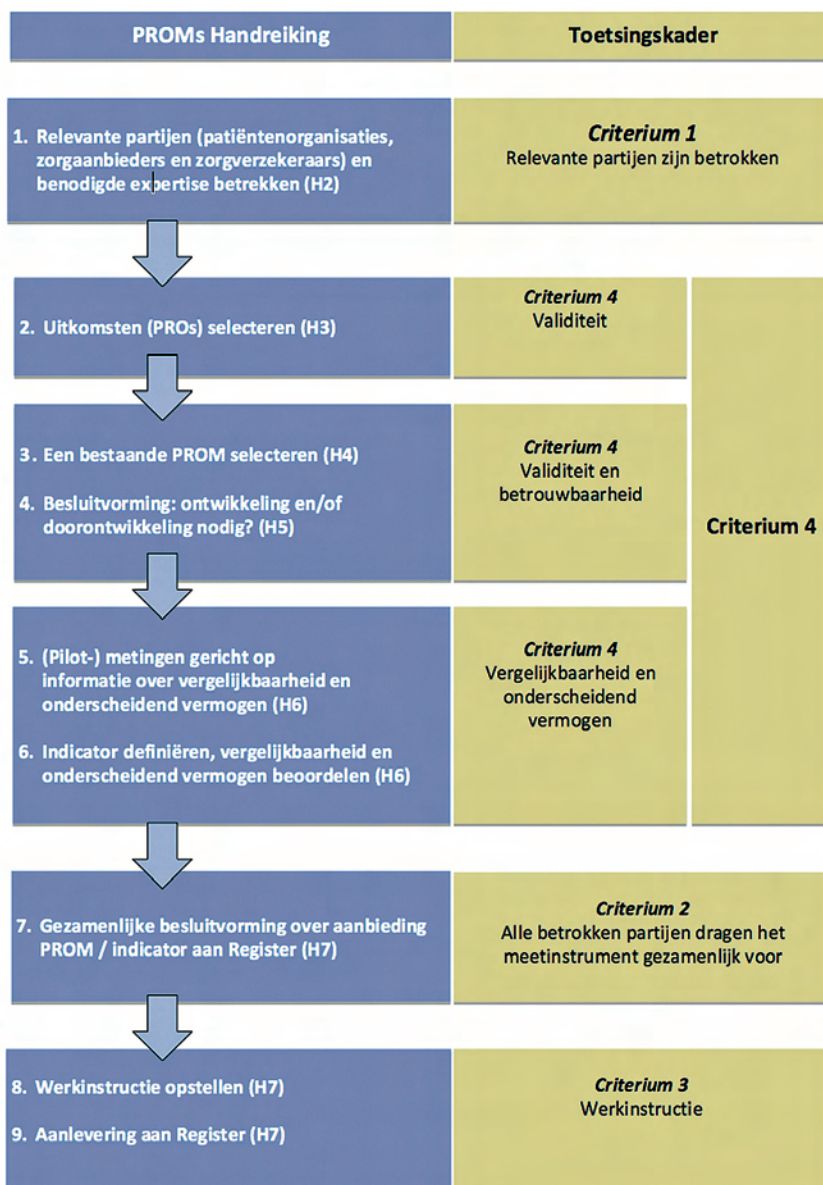 PROMs Handreiking
Toetsingskader
1. Relevante partijen (patiëntenorganisaties,
zorgaanbieders en zorgverzekeraars) en
benodigde expertise betrekken (H2)
Criterium 1
Relevante partijen zijn betrokken
2. Uitkomsten (PROs) selecteren (H3)
Criterium 4
Validiteit
3. Een bestaande PROM selecteren (H4)
4. Besluitvorming: ontwikkeling en/of
doorontwikkeling nodig? (H5)
Criterium 4
Validiteit en
betrouwbaarheid
Criterium 4
5. (Pilot-) metingen gericht op
informatie over vergelijkbaarheid en
onderscheidend vermogen (H6)
6. Indicator definiëren, vergelijkbaarheid en
onderscheidend vermogen beoordelen (H6)
Criterium 4
Vergelijkbaarheid en
onderscheidend
vermogen
7. Gezamenlijke besluitvorming over aanbieding
PROM / indicator aan Register (H7)
Criterium 2
Alle betrokken partijen dragen het
meetinstrument gezamenlijk voor
8. Werkinstructie opstellen (H7)
9. Aanlevering aan Register (H7)
Criterium 3
Werkinstructie